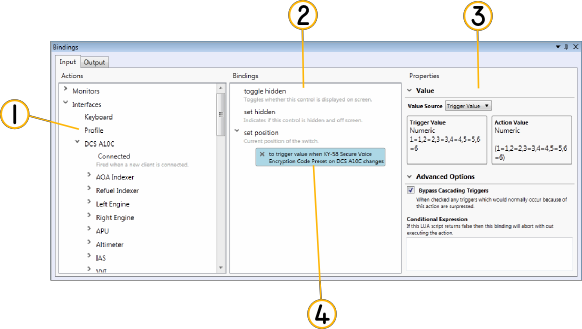 Bindings
Input Output
Actions
Monitors
Interfaces
Keyboard
Profile
DCS A10C
Connected
Fired when a new client is connected.
AOA Indexer
Refuel Indexer
Left Engine
Right Engine
APU
Altimeter
IAS
Bindings
toggle hidden
Toggles whether this control is displayed on screen.
set hidden
Indicates if this control is hidden and off screen.
set position
Current position of the switch.
to trigger value when KY-58 Secure Voice
Encryption Code Preset on DCS A10C changes
Properties
Value
Value Source Trigger Value
Trigger Value
Numeric
1=1,2=2,3=3,4=4,5=5,6
=6
Action Value
Numeric
(1=1,2=2,3=3,4=4,5=5,6
=6)
Advanced Options
Bypass Cascading Triggers
When checked any triggers which would normally occur because of
this action are surpressed.
Conditional Expression
If this LUA script returns false then this binding will abort with out
executing the action.
1
2
3
4